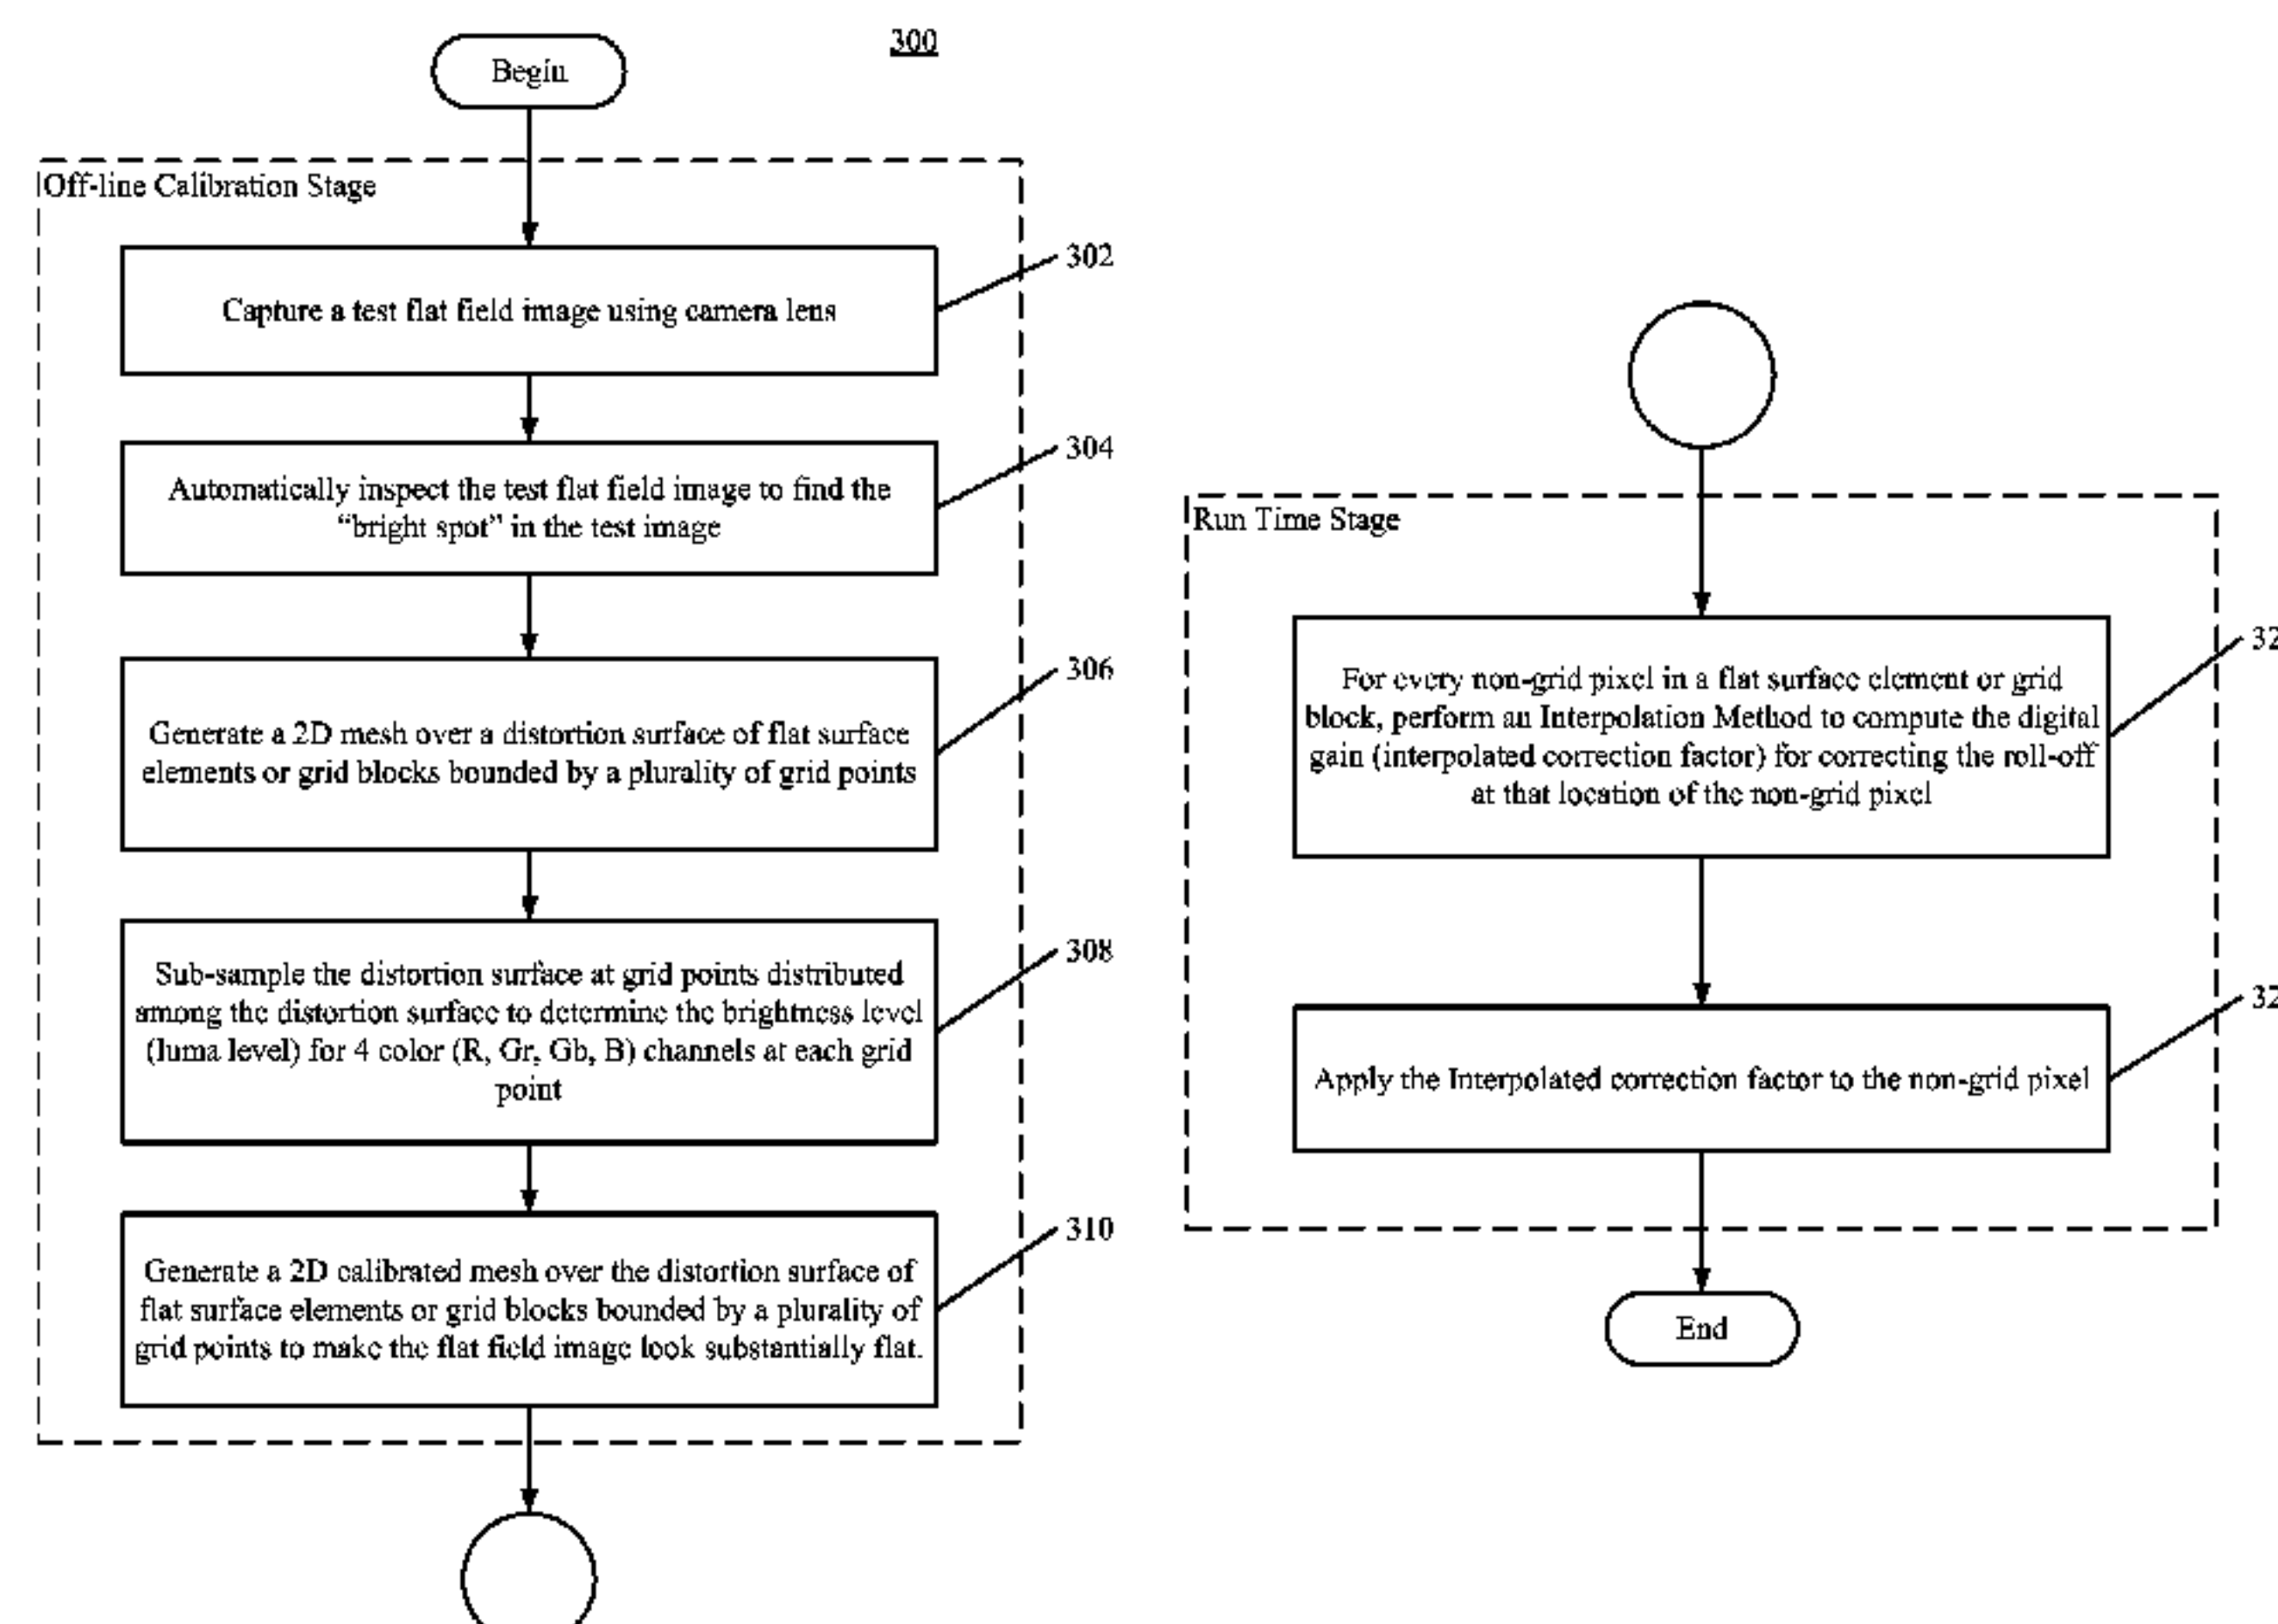 300
Begin
Off-line Calibration Stage
302
Capture a test flat field image using camera lens
304
Automatically inspect the test flat field image to find the
“bright spot” in the test image
306
Generate a 2D mesh over a distortion surface of flat surface
elements or grid blocks bounded by a plurality of grid points
308
Sub-sample the distortion surface at grid points distributed
among the distortion surface to determine the brightness level
(luma level) for 4 color (R, Gr, Gb, B) channels at each grid
point
310
Generate a 2D calibrated mesh over the distortion surface of
flat surface elements or grid blocks bounded by a plurality of
grid points to make the flat field image look substantially flat.
Run Time Stage
32
For every non-grid pixel in a flat surface element or grid
block, perform an Interpolation Method to compute the digital
gain (interpolated correction factor) for correcting the roll-off
at that location of the non-grid pixel
32
Apply the Interpolated correction factor to the non-grid pixel
End